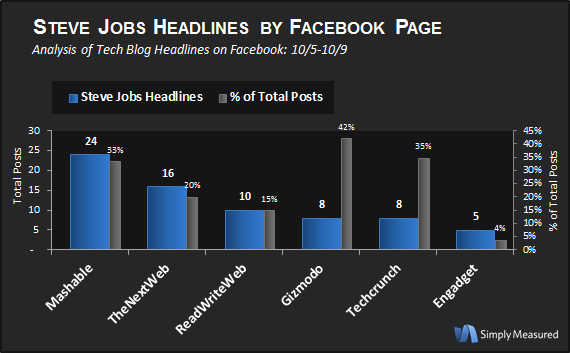 STEVE JOBS HEADLINES BY FACEBOOK PAGE
Analysis of Tech Blog Headlines on Facebook: 10/5-10/9
Steve Jobs Headlines % of Total Posts
30
25
20
15
10
5
-
Total Posts
24 33%
16 20%
10 15%
8 42%
8 35%
5 4%
45%
40%
35%
30%
25%
20%
15%
10%
5%
0%
% of Total Posts
Mashable
TheNextWeb
ReadWriteWeb
Gizmodo
Techcrunch
Engadget
Simply Measured